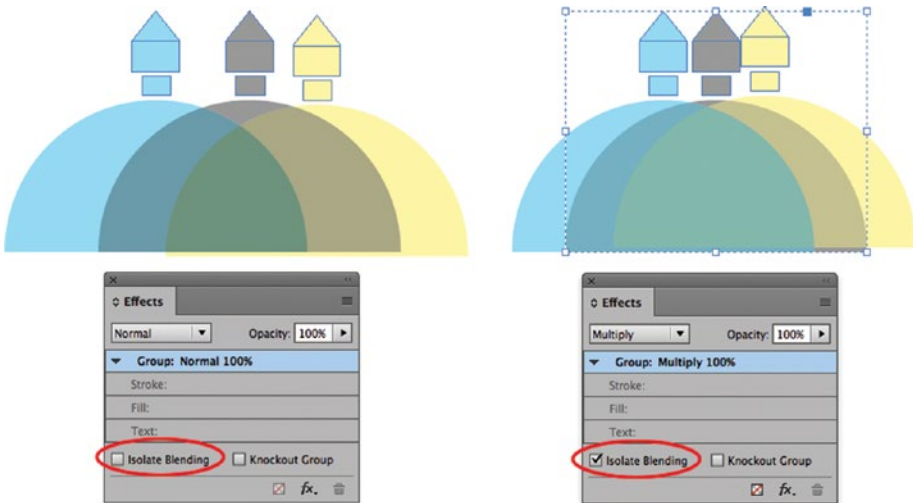 Effects
Normal Opacity: 100%
Group: Normal 100%
Stroke:
Fill:
Text:
Isolate Blending Knockout Group
fx.
Effects
Multiply Opacity: 100%
Group: Multiply 100%
Stroke:
Fill:
Text:
Isolate Blending Knockout Group
fx.